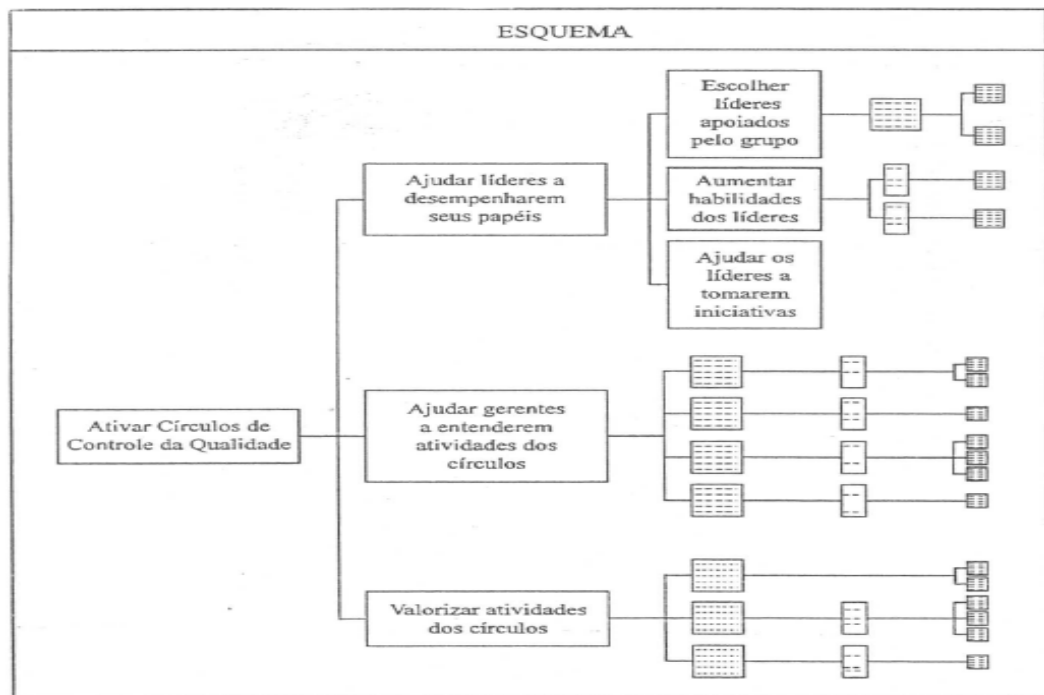 ESQUEMA
Escolher
líderes
apoiados
pelo grupo
Ajudar líderes a
desempenharem
seus papéis
Aumentar
habilidades
dos líderes
Ajudar os
líderes a
tomarem
iniciativas
Ativar Círculos de
Controle da Qualidade
Ajudar gerentes
a entenderem
atividades dos
círculos
Valorizar atividades
dos círculos